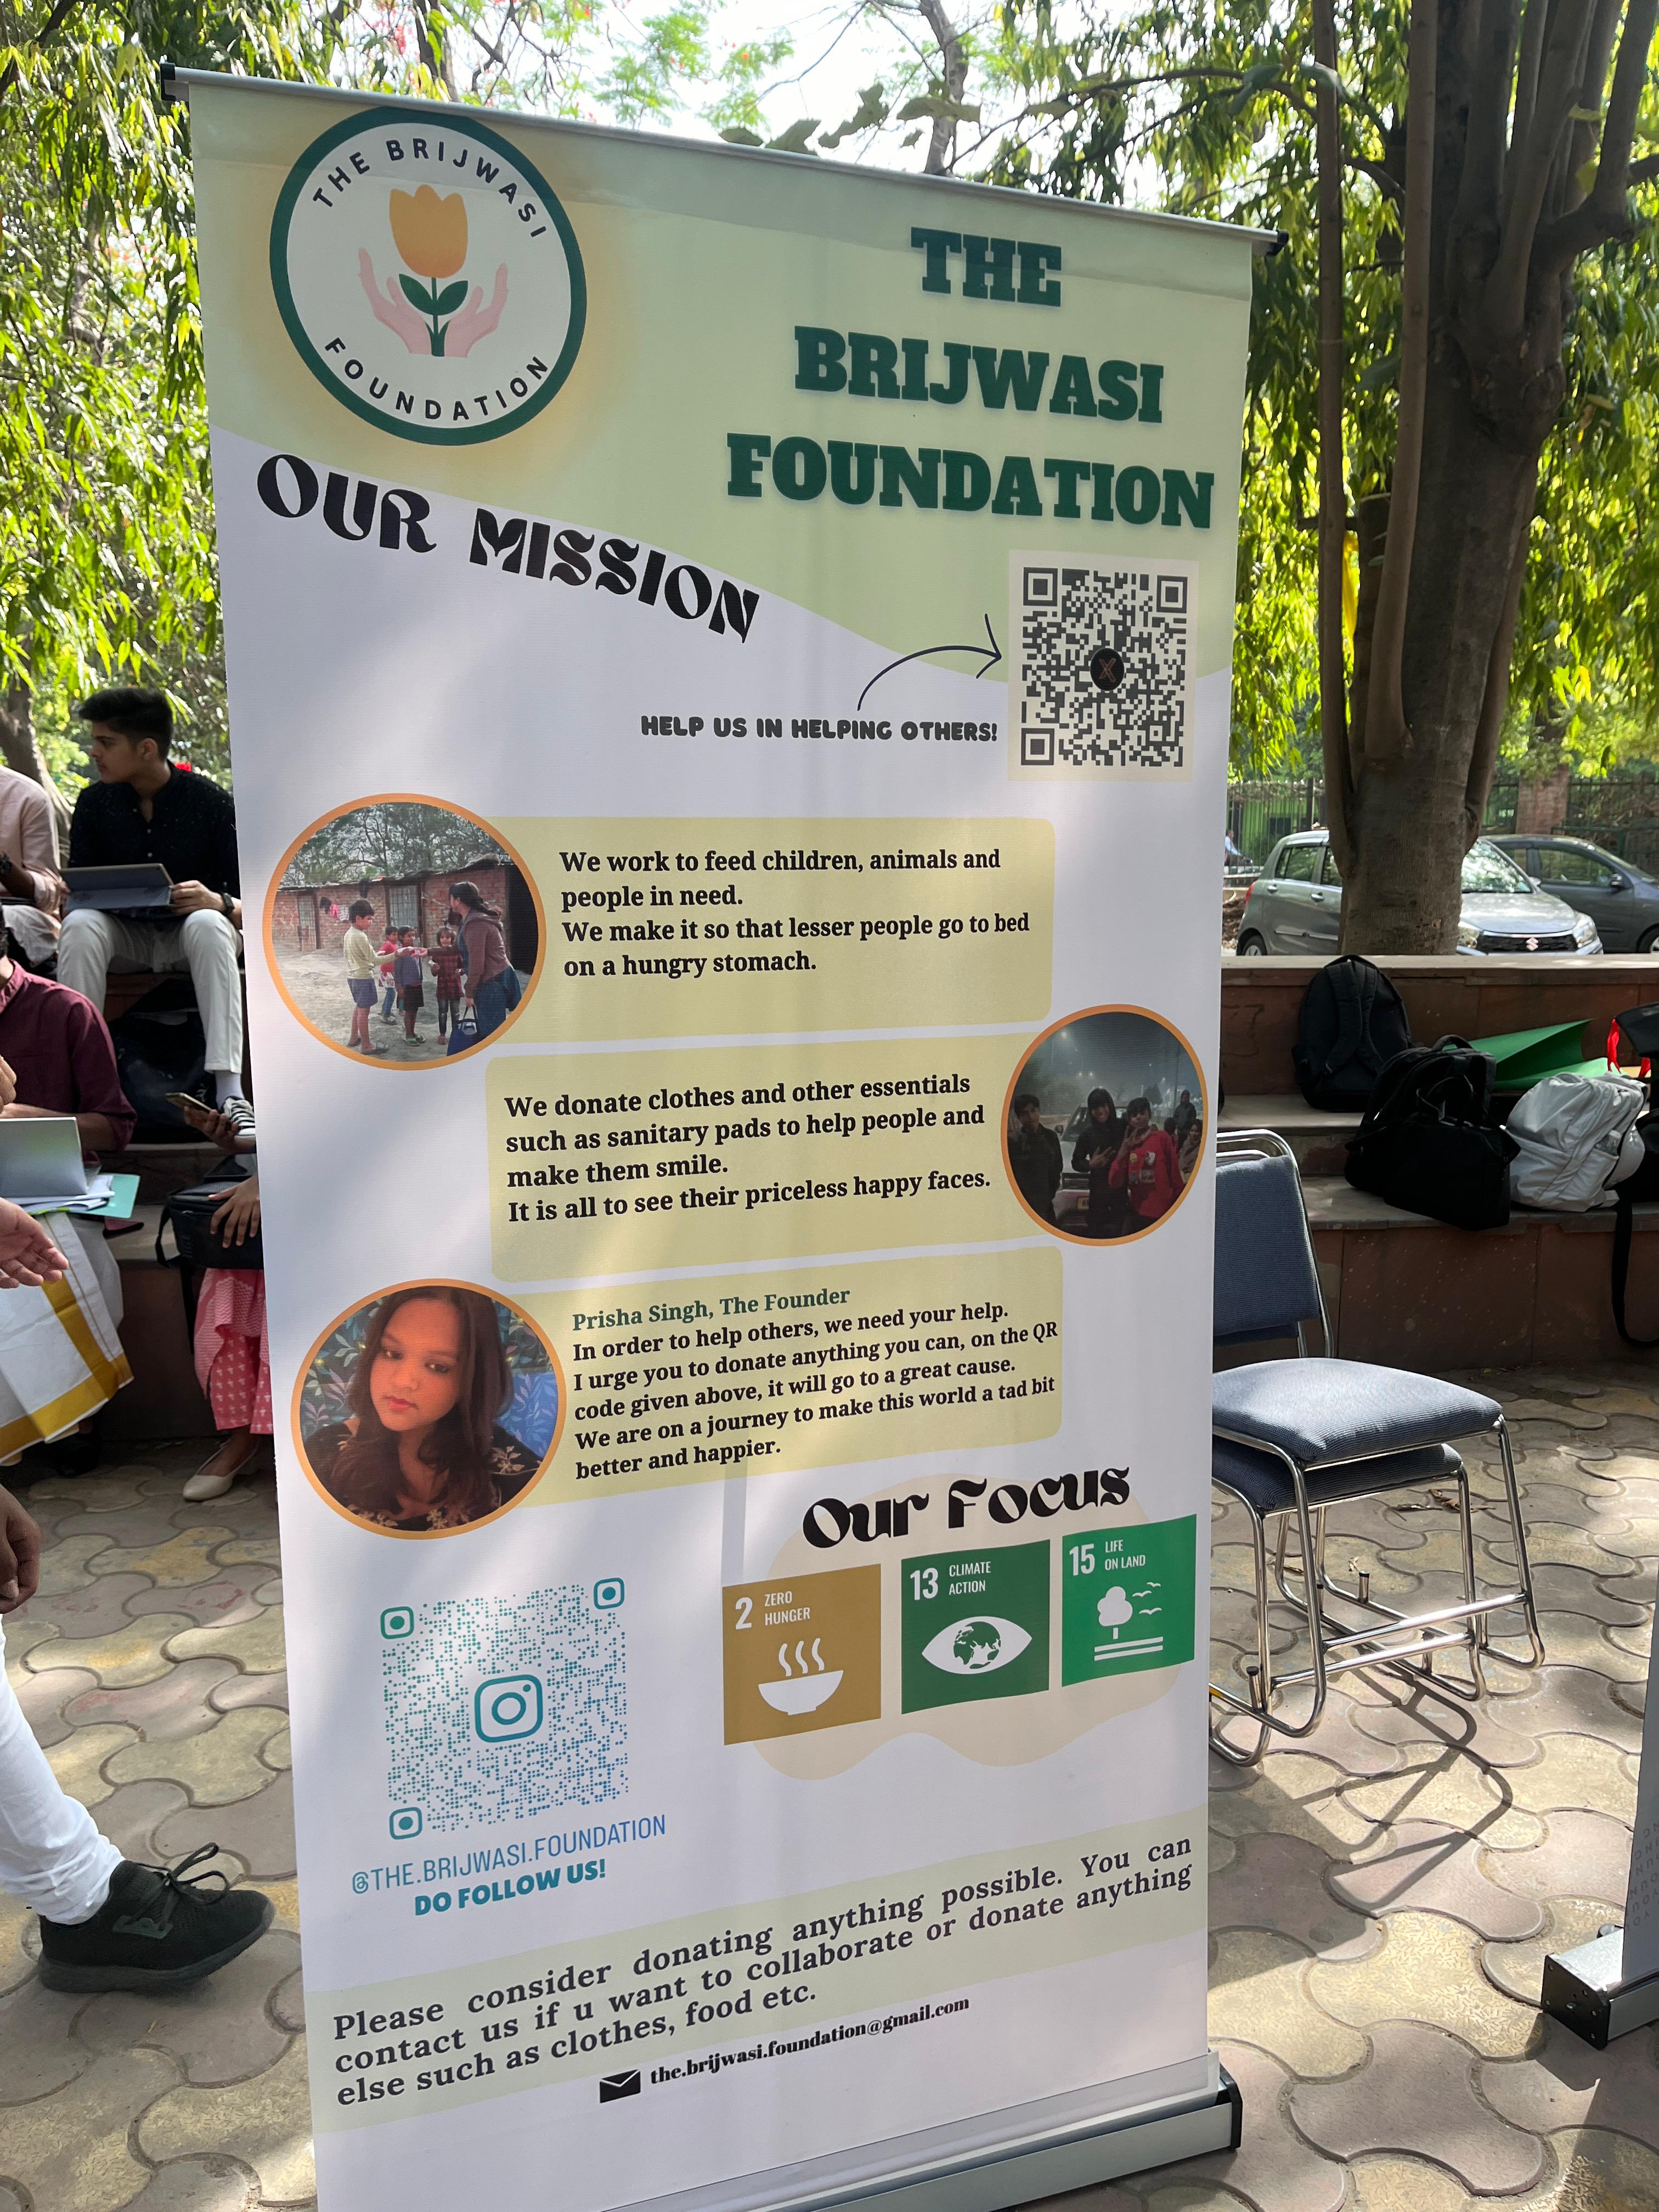 THE BRIJWASI
FOUNDATION
THE
BRIJWASI
FOUNDATION
OUR MISSION
HELP US IN HELPING OTHERS!
X
We work to feed children, animals and
people in need.
We make it so that lesser people go to bed
on a hungry stomach.
We donate clothes and other essentials
such as sanitary pads to help people and
make them smile.
It is all to see their priceless happy faces.
Prisha Singh, The Founder
In order to help others, we need your help.
I urge you to donate anything you can, on the QR
code given above, it will go to a great cause.
We are on a journey to make this world a tad bit
better and happier.
Our Focus
2 ZERO
HUNGER
13 CLIMATE
ACTION
15 LIFE
ON LAND
@THE.BRIJWASI.FOUNDATION
DO FOLLOW US!
Please consider donating anything possible. You can
contact us if u want to collaborate or donate anything
else such as clothes, food etc.
the.brijwasi.foundation@gmail.com